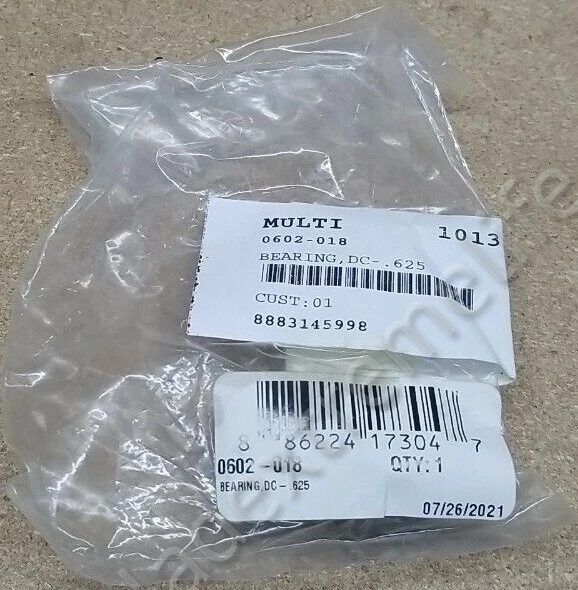 MULTI 1013
0602-018
BEARING,DC-.625
CUST:01
8883145998
8 86224 17304 7
0602-018 QTY:1
BEARING,DC-.625
07/26/2021